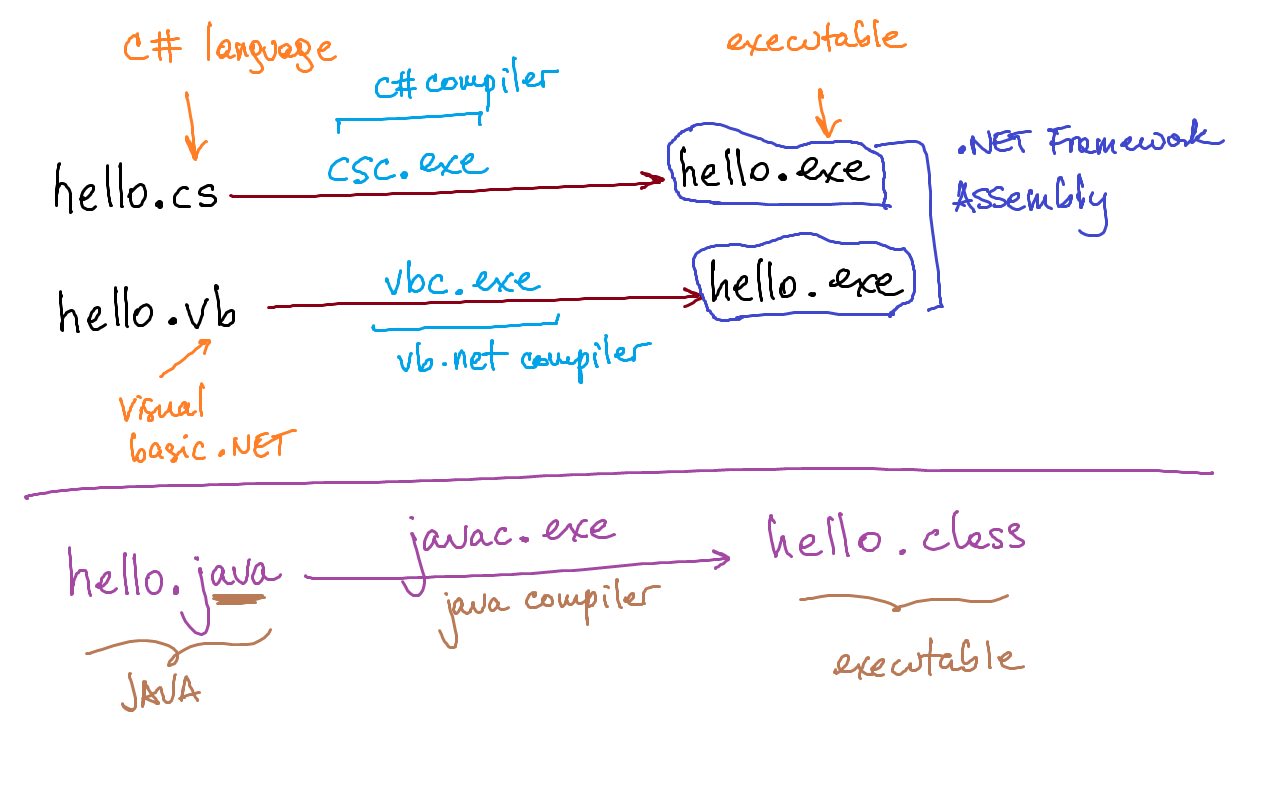 C# language
executable
C# compiler
.NET Framework
Assembly
csc.exe
hello.cs
hello.exe
vbc.exe
hello.vb
hello.exe
vb.net compiler
visual
basic.NET
hello.java
javac.exe
hello.class
java compiler
executable
JAVA